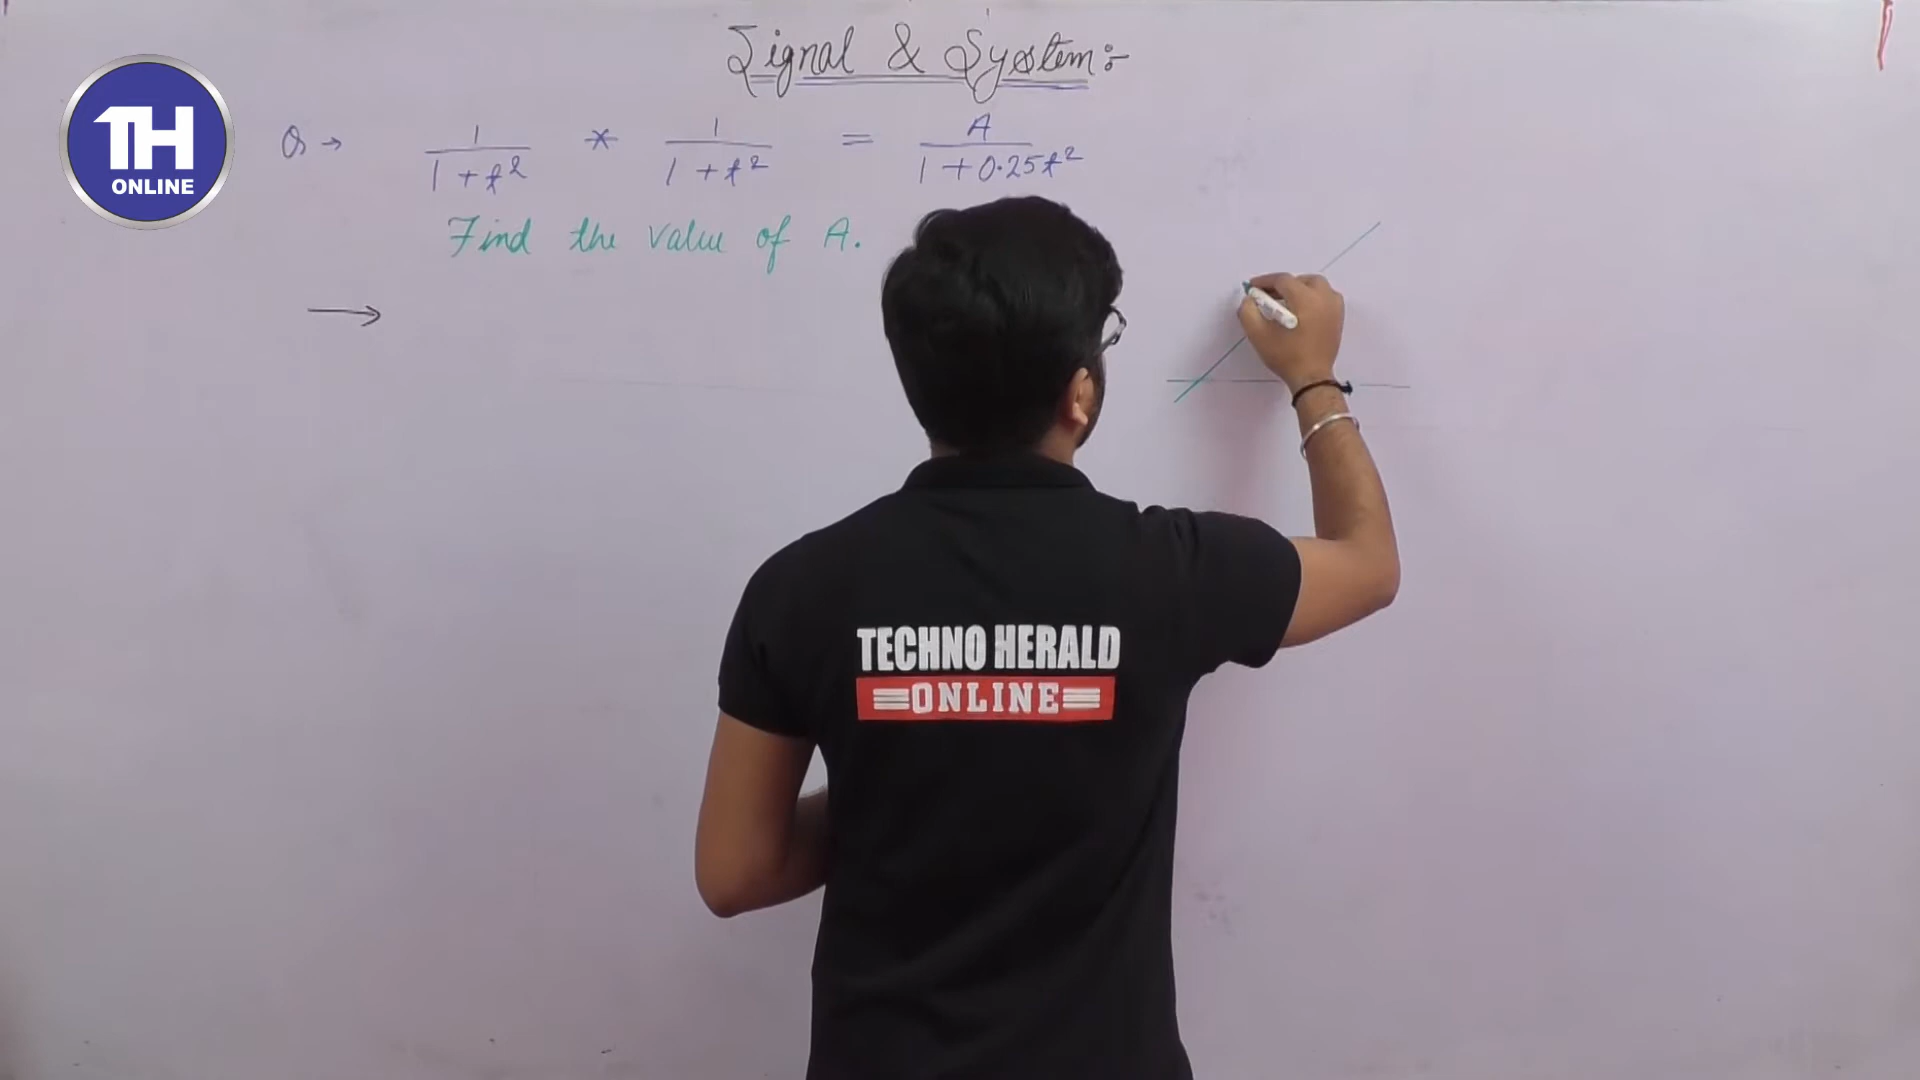 Signal & System:-
TH
ONLINE
Q → 1/(1+t²) * 1/(1+t²) = A/(1+0.25t²)
Find the value of A.
→
TECHNO HERALD
ONLINE